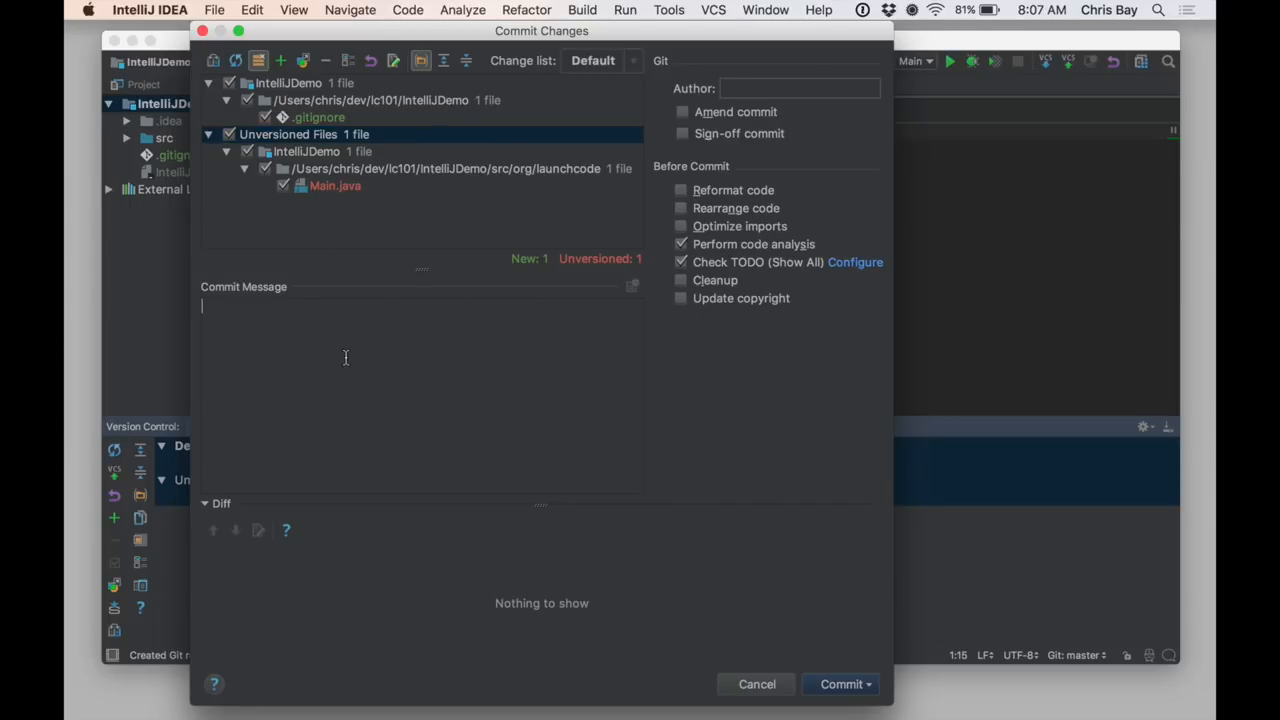 IntelliJ IDEA File Edit View Navigate Code Analyze Refactor Build Run Tools VCS Window Help 81% 8:07 AM Chris Bay
Commit Changes
IntelliJDemo
Main
Project
IntelliJDe
.idea
src
.gitign
IntelliJ
External L
Change list: Default
IntelliJDemo 1 file
/Users/chris/dev/lc101/IntelliJDemo 1 file
.gitignore
Unversioned Files 1 file
IntelliJDemo 1 file
/Users/chris/dev/lc101/IntelliJDemo/src/org/launchcode 1 file
Main.java
New: 1 Unversioned: 1
Commit Message
Git
Author:
Amend commit
Sign-off commit
Before Commit
Reformat code
Rearrange code
Optimize imports
Perform code analysis
Check TODO (Show All) Configure
Cleanup
Update copyright
Version Control:
De
VCS
Un
Diff
?
Nothing to show
?
Created Git r
1:15 LF UTF-8 Git: master
? Cancel Commit